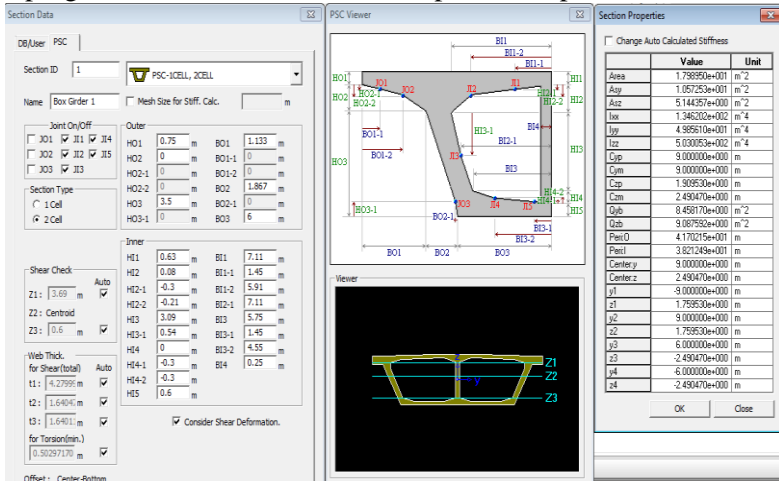 Section Data
DB/User PSC
Section ID 1
PSC-1CELL, 2CELL
Name Box Girder 1
Mesh Size for Stiff. Calc. m
Joint On/Off
JO1 JI1 JI4
JO2 JI2 JI5
JO3 JI3
Section Type
1 Cell
2 Cell
Shear Check
Auto
Z1 : 3.69 m
Z2 : Centroid
Z3 : 0.6 m
Web Thick.
for Shear(total) Auto
t1 : 4.27999 m
t2 : m
t3 : m
for Torsion(min.)
0.50297170 m
Offset : Center-Bottom
Outer
HO1 0.75 m BO1 1.133 m
HO2 0 m BO1-1 0 m
HO2-1 0 m BO1-2 0 m
HO2-2 0 m BO2 1.867 m
HO3 3.5 m BO2-1 0 m
HO3-1 0 m BO3 6 m
Inner
HI1 0.63 m BI1 7.11 m
HI2 0.08 m BI1-1 1.45 m
HI2-1 -0.3 m BI2-1 5.91 m
HI2-2 -0.21 m BI2-1 7.11 m
HI3 3.09 m BI3 5.75 m
HI3-1 0.54 m BI3-1 1.45 m
HI4 0 m BI3-2 4.55 m
HI4-1 -0.3 m BI4 0.25 m
HI4-2 -0.3 m
HI5 0.6 m
Consider Shear Deformation.
PSC Viewer
BI1
BI1-2
BI1-1
HO1
HO2
HO2-1
HO2-2
HO3
HO3-1
JO1
JO2
JO3
BO1-1
BO1-2
BO2-1
BO1
BO2
BO3
JI1
JI2
JI3
JI4
JI5
HI3-1
BI2-1
BI3
BI4
BI3-1
BI3-2
HI1
HI2
HI2-1
HI2-2
HI3
HI4
HI4-1
HI5
Viewer
Z1
Z2
Z3
y
Section Properties
Change Auto Calculated Stiffness
Value Unit
Area 1.798950e+001 m^2
Asy 1.057253e+001 m^2
Asz 5.144357e+000 m^2
Ixx 1.346202e+002 m^4
Iyy 4.985610e+001 m^4
Izz 5.030053e+002 m^4
Cyp 9.000000e+000 m
Cym 9.000000e+000 m
Czp 1.909530e+000 m
Czm 2.490470e+000 m
Qyb 8.458170e+000 m^2
Qzb 9.087592e+000 m^2
Peri:O 4.170215e+001 m
Peri:I 3.821249e+001 m
Center:y 9.000000e+000 m
Center:z 2.490470e+000 m
y1 -9.000000e+000 m
z1 1.759530e+000 m
y2 9.000000e+000 m
z2 1.759530e+000 m
y3 6.000000e+000 m
z3 -2.490470e+000 m
y4 -6.000000e+000 m
z4 -2.490470e+000 m
OK Close